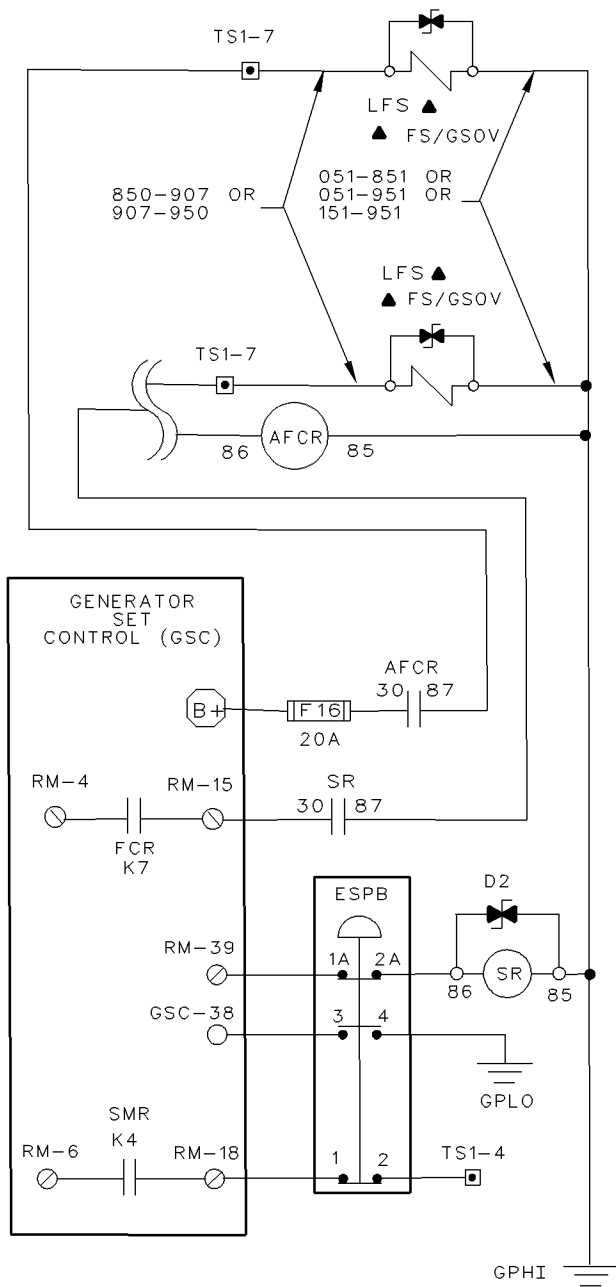 TS1-7
LFS ▲
▲ FS/GSOV
850-907 OR
907-950
051-851 OR
051-951 OR
151-951
LFS ▲
▲ FS/GSOV
TS1-7
86 AFCR 85
GENERATOR
SET
CONTROL (GSC)
AFCR
30 87
B+
F16
20A
RM-4
RM-15
SR
30 87
FCR
K7
ESPB
D2
RM-39
1A 2A
86 SR 85
GSC-38
3 4
GPLO
SMR
K4
RM-6
RM-18
1 2
TS1-4
GPHI